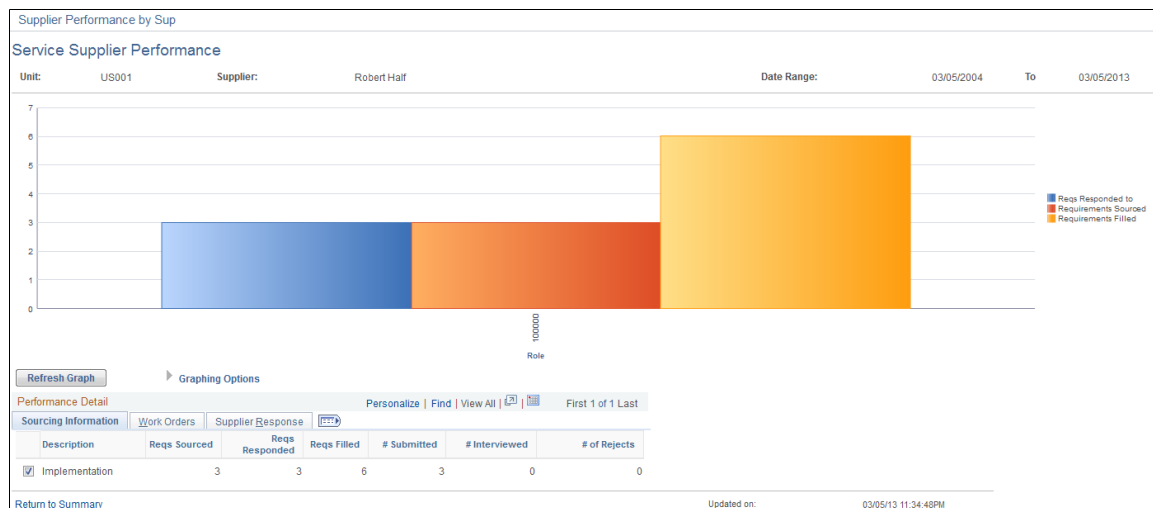 Supplier Performance by Sup
Service Supplier Performance
Unit: US001 Supplier: Robert Half Date Range: 03/05/2004 To 03/05/2013
7
6
5
4
3
2
1
0
Reqs Responded to
Requirements Sourced
Requirements Filled
100000
Role
Refresh Graph Graphing Options
Performance Detail Personalize | Find | View All | | First 1 of 1 Last
Sourcing Information Work Orders Supplier Response
Description Reqs Sourced Reqs Responded Reqs Filled # Submitted # Interviewed # of Rejects
Implementation 3 3 6 3 0 0
Return to Summary Updated on: 03/05/13 11:34:48PM